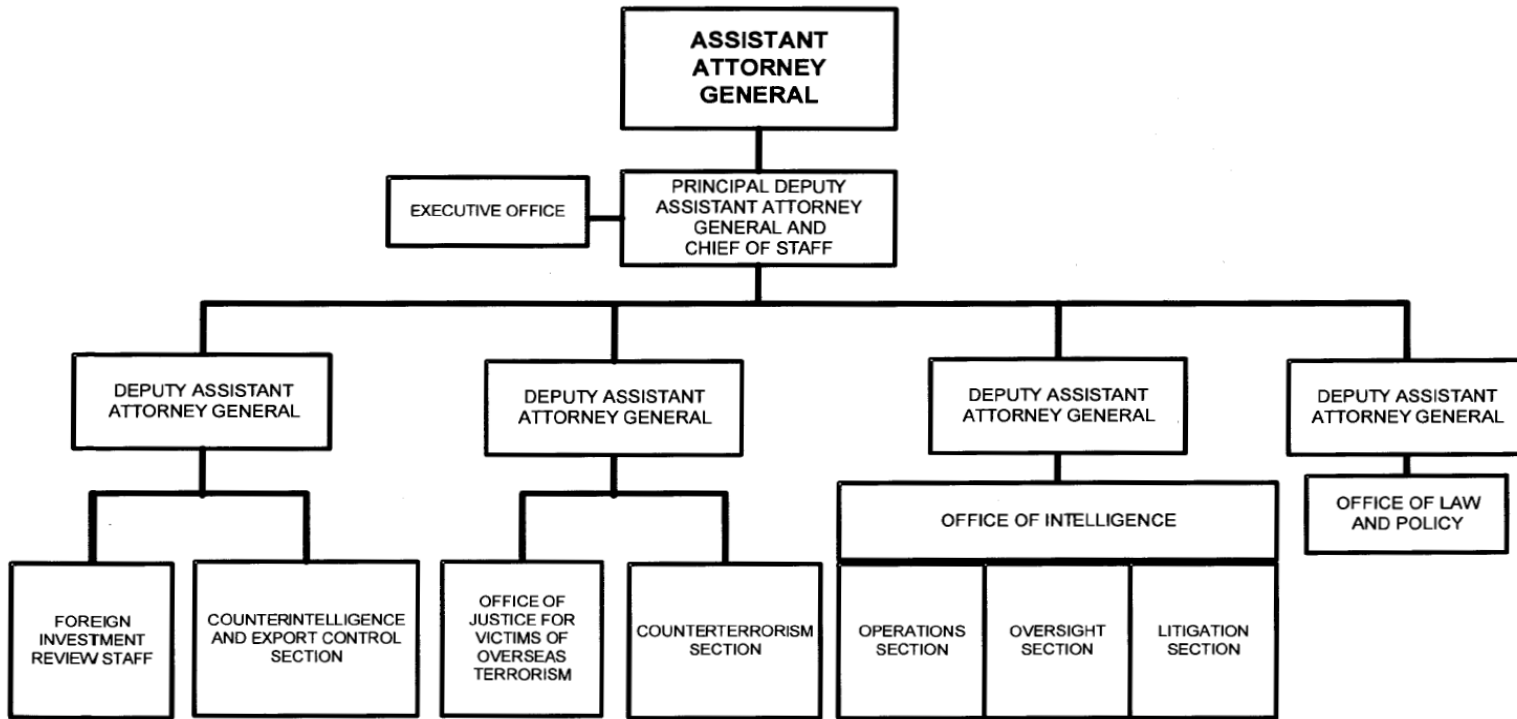 ASSISTANT
ATTORNEY
GENERAL
EXECUTIVE OFFICE
PRINCIPAL DEPUTY
ASSISTANT ATTORNEY
GENERAL AND
CHIEF OF STAFF
DEPUTY ASSISTANT
ATTORNEY GENERAL
DEPUTY ASSISTANT
ATTORNEY GENERAL
DEPUTY ASSISTANT
ATTORNEY GENERAL
DEPUTY ASSISTANT
ATTORNEY GENERAL
FOREIGN
INVESTMENT
REVIEW STAFF
COUNTERINTELLIGENCE
AND EXPORT CONTROL
SECTION
OFFICE OF
JUSTICE FOR
VICTIMS OF
OVERSEAS
TERRORISM
COUNTERTERRORISM
SECTION
OFFICE OF INTELLIGENCE
OPERATIONS
SECTION
OVERSIGHT
SECTION
LITIGATION
SECTION
OFFICE OF LAW
AND POLICY